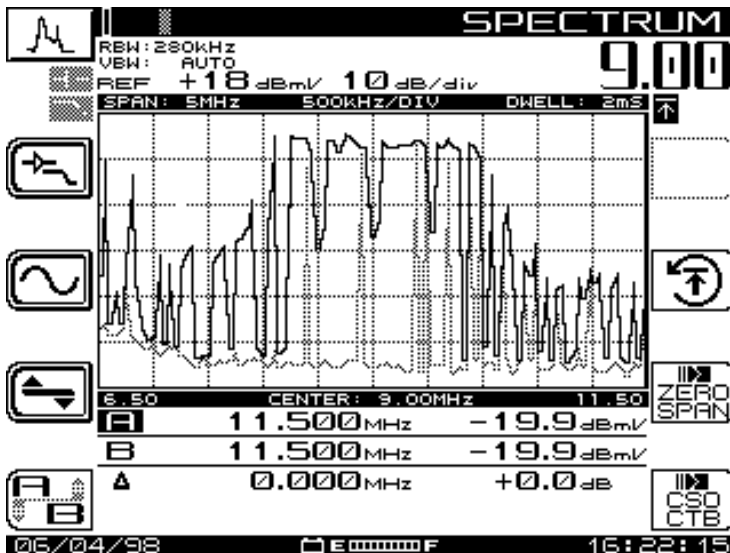 SPECTRUM
RBW: 280KHZ
VBW: AUTO
REF +18 dBmV 10 dB/div
9.00
SPAN: 5MHZ 500KHZ/DIV DWELL: 2mS
6.50 CENTER: 9.00MHZ 11.50
A 11.500MHz -19.9dBmV
B 11.500MHz -19.9dBmV
Δ 0.000MHz +0.0dB
ZERO
SPAN
A
B
CSO
CTB
06/04/98 E F 16:22:15